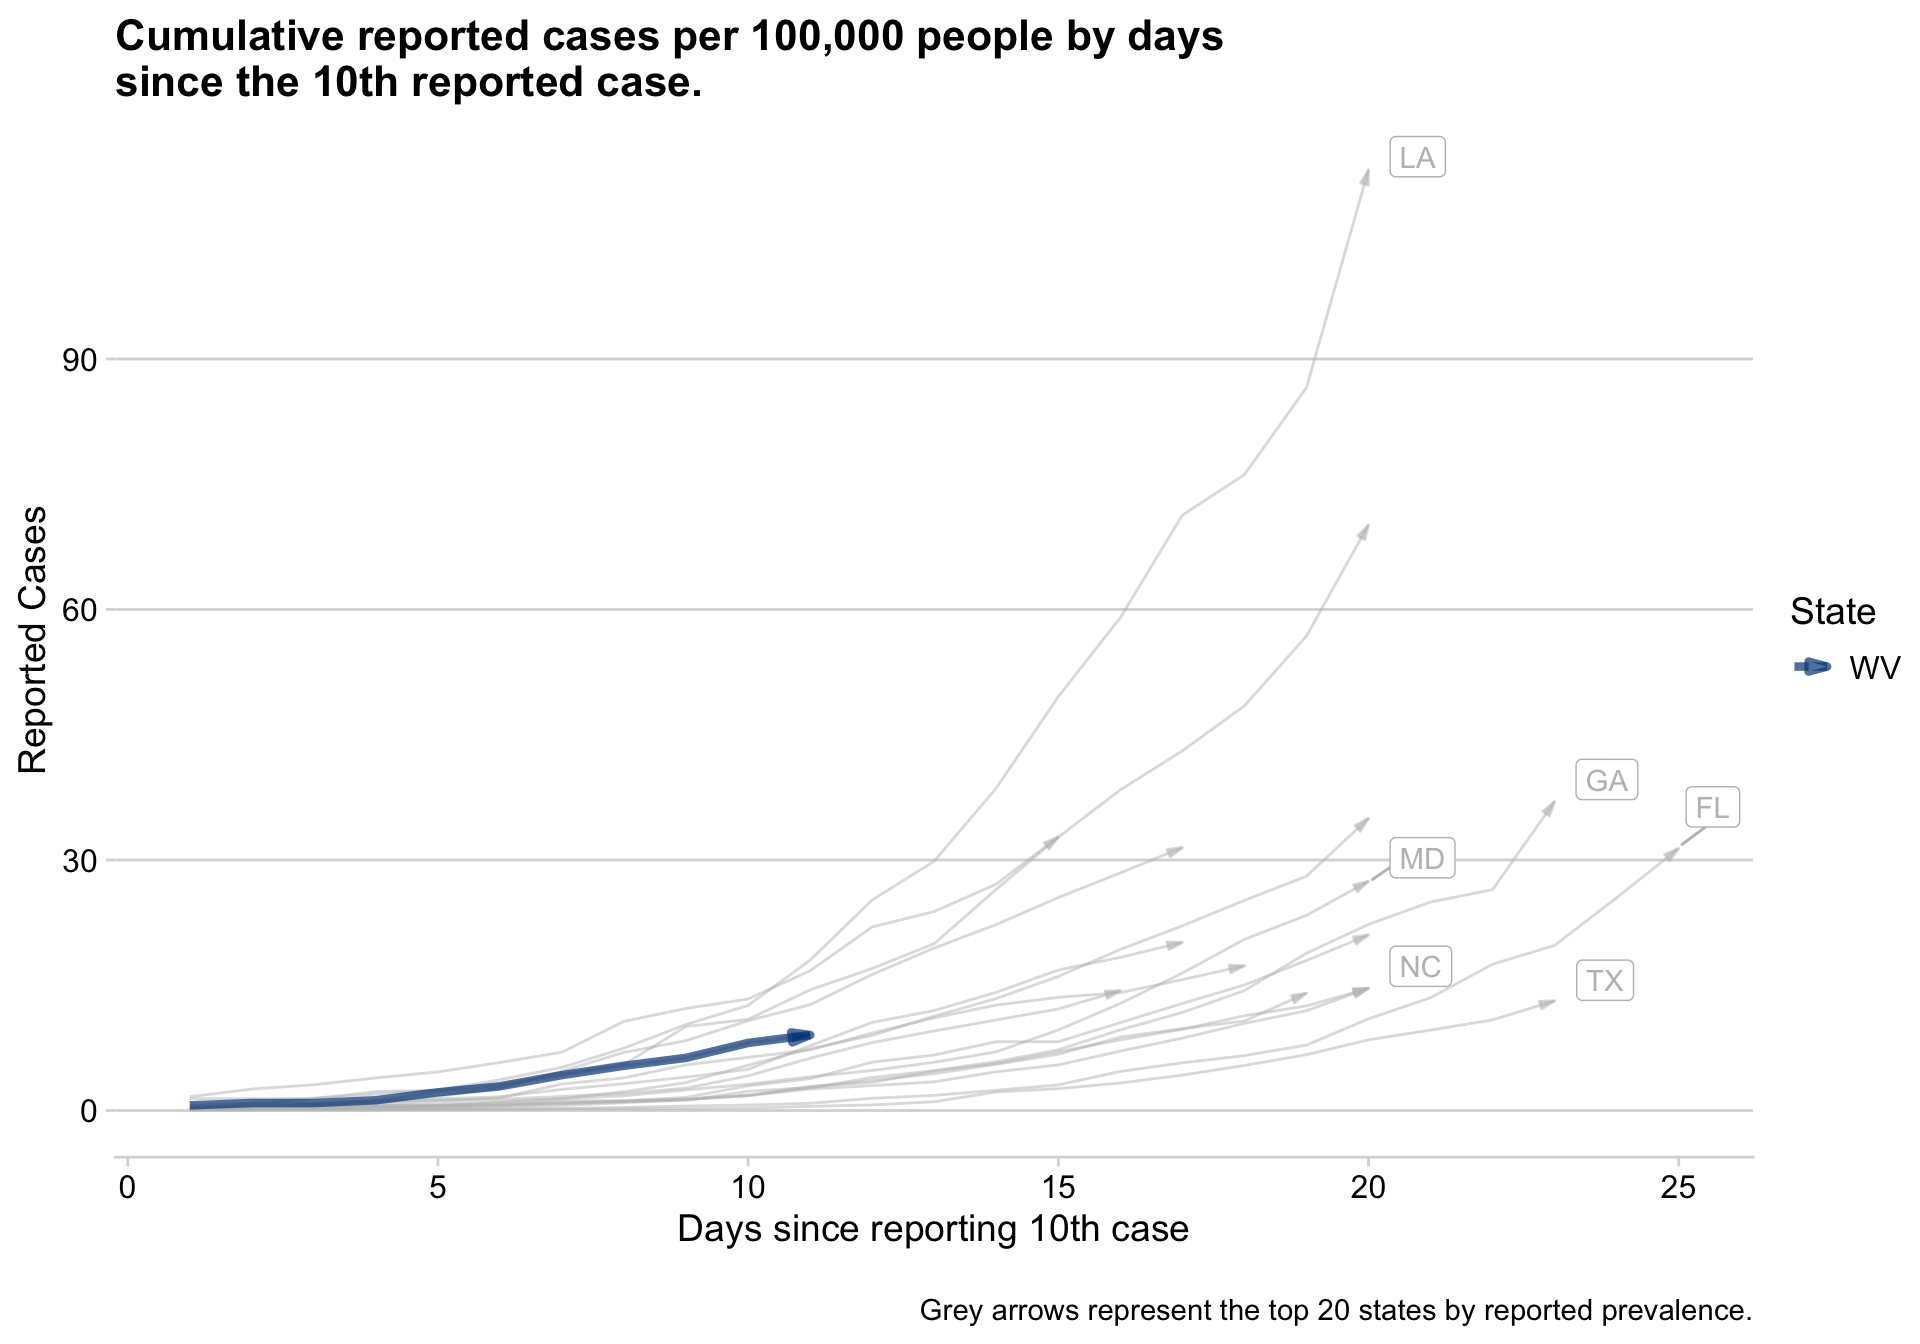 Cumulative reported cases per 100,000 people by days
since the 10th reported case.
LA
90
Reported Cases
60
State
WV
GA
FL
30
MD
NC
TX
0
0 5 10 15 20 25
Days since reporting 10th case
Grey arrows represent the top 20 states by reported prevalence.